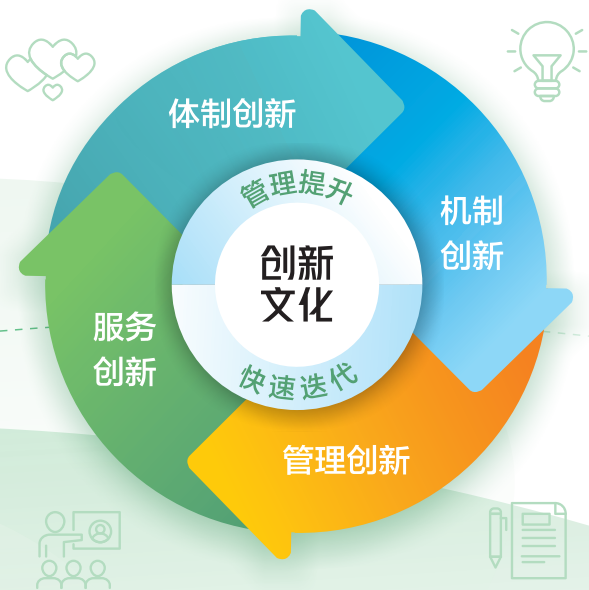 体制创新
机制
创新
管理提升
创新
文化
快速迭代
服务
创新
管理创新